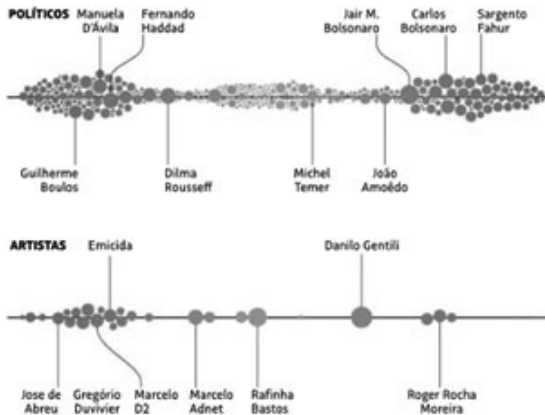 POLÍTICOS
Manuela D'Ávila
Fernando Haddad
Jair M. Bolsonaro
Carlos Bolsonaro
Sargento Fahur
Guilherme Boulos
Dilma Rousseff
Michel Temer
João Amoêdo
ARTISTAS
Emicida
Danilo Gentili
Jose de Abreu
Gregório Duvivier
Marcelo D2
Marcelo Adnet
Rafinha Bastos
Roger Rocha Moreira